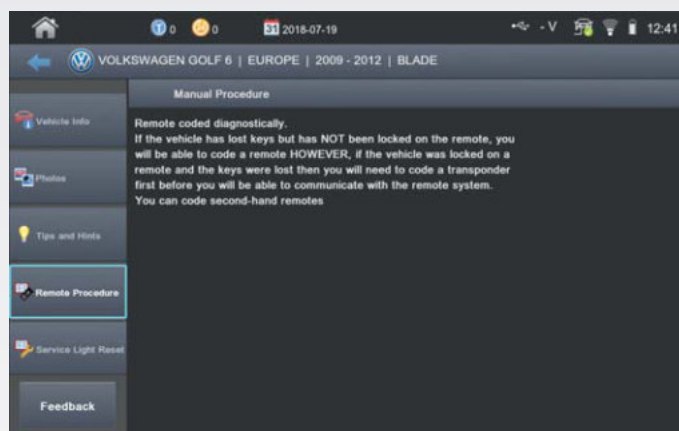 0 0 31 2018-07-19 - V 12:41
VOLKSWAGEN GOLF 6 | EUROPE | 2009 - 2012 | BLADE
Manual Procedure
Vehicle Info
Photos
Tips and Hints
Remote Procedure
Service Light Reset
Feedback
Remote coded diagnostically.
If the vehicle has lost keys but has NOT been locked on the remote, you
will be able to code a remote HOWEVER, if the vehicle was locked on a
remote and the keys were lost then you will need to code a transponder
first before you will be able to communicate with the remote system.
You can code second-hand remotes